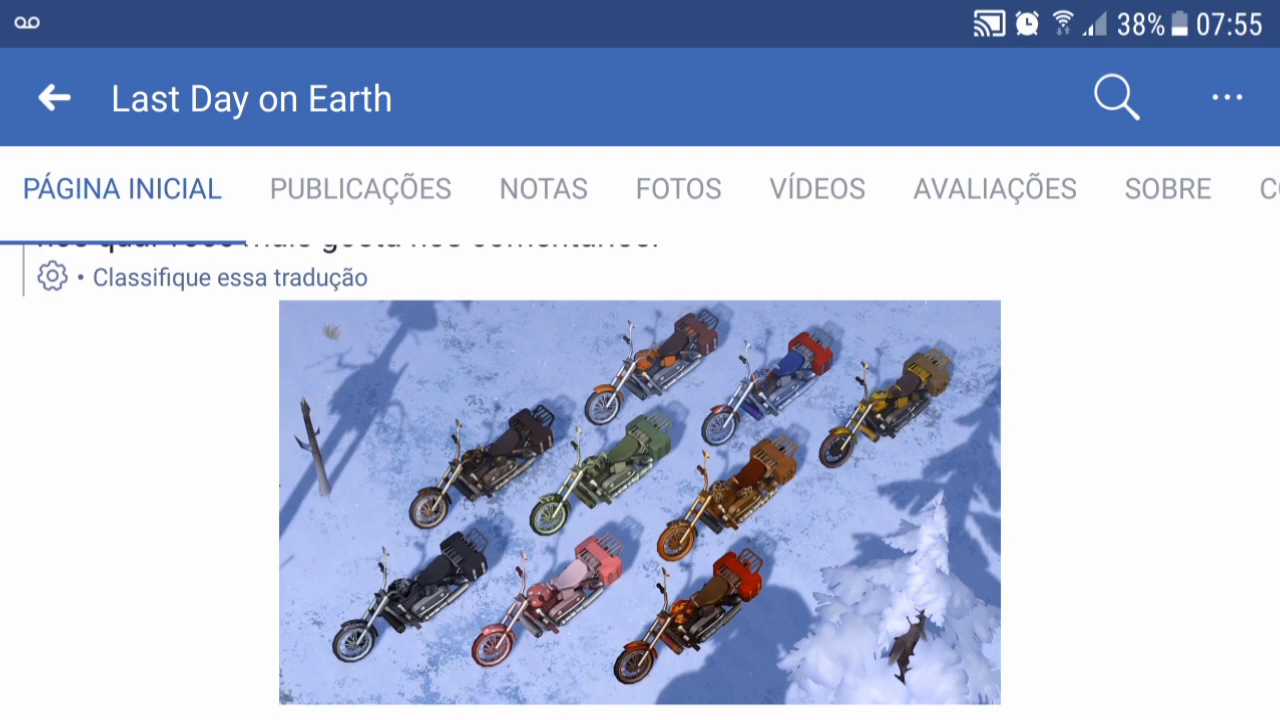 38% 07:55
Last Day on Earth
PÁGINA INICIAL PUBLICAÇÕES NOTAS FOTOS VÍDEOS AVALIAÇÕES SOBRE
• Classifique essa tradução